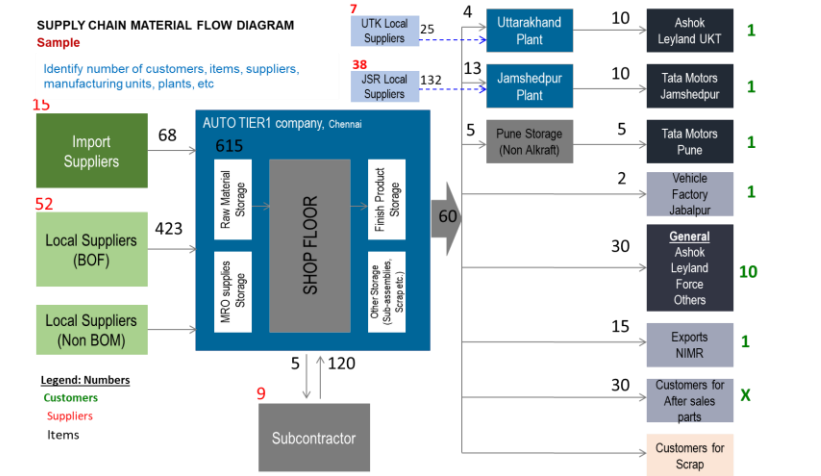 SUPPLY CHAIN MATERIAL FLOW DIAGRAM
Sample
Identify number of customers, items, suppliers,
manufacturing units, plants, etc
7
UTK Local
Suppliers
25
4
Uttarakhand
Plant
10
Ashok
Leyland UKT
1
38
JSR Local
Suppliers
132
13
Jamshedpur
Plant
10
Tata Motors
Jamshedpur
1
15
Import
Suppliers
68
AUTO TIER1 company, Chennai
615
Raw Material
Storage
SHOP FLOOR
Finish Product
Storage
MRO supplies
Storage
Other Storage
(Sub-assemblies,
Scrap etc.)
60
5
Pune Storage
(Non Alkraft)
5
Tata Motors
Pune
1
2
Vehicle
Factory
Jabalpur
1
52
Local Suppliers
(BOF)
423
30
General
Ashok
Leyland
Force
Others
10
Local Suppliers
(Non BOM)
15
Exports
NIMR
1
5
120
30
Customers for
After sales
parts
X
Legend: Numbers
Customers
Suppliers
Items
9
Subcontractor
Customers for
Scrap